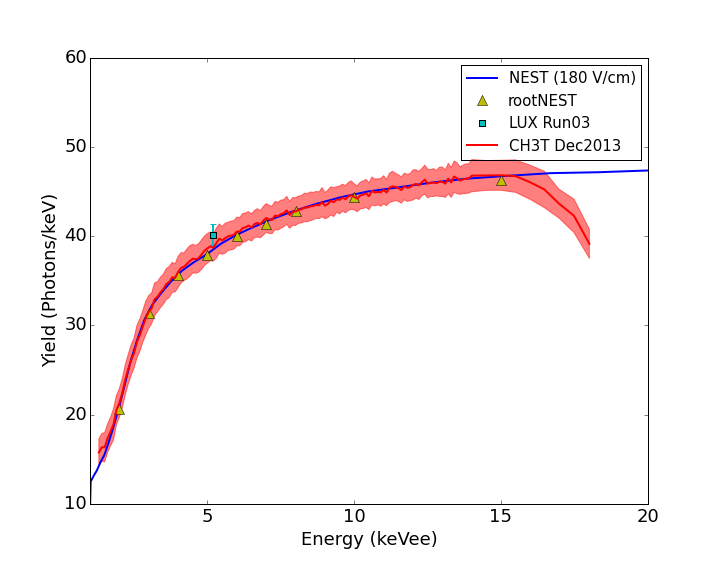 60
50
40
30
20
10
Yield (Photons/keV)
NEST (180 V/cm)
rootNEST
LUX Run03
CH3T Dec2013
5
10
15
20
Energy (keVee)